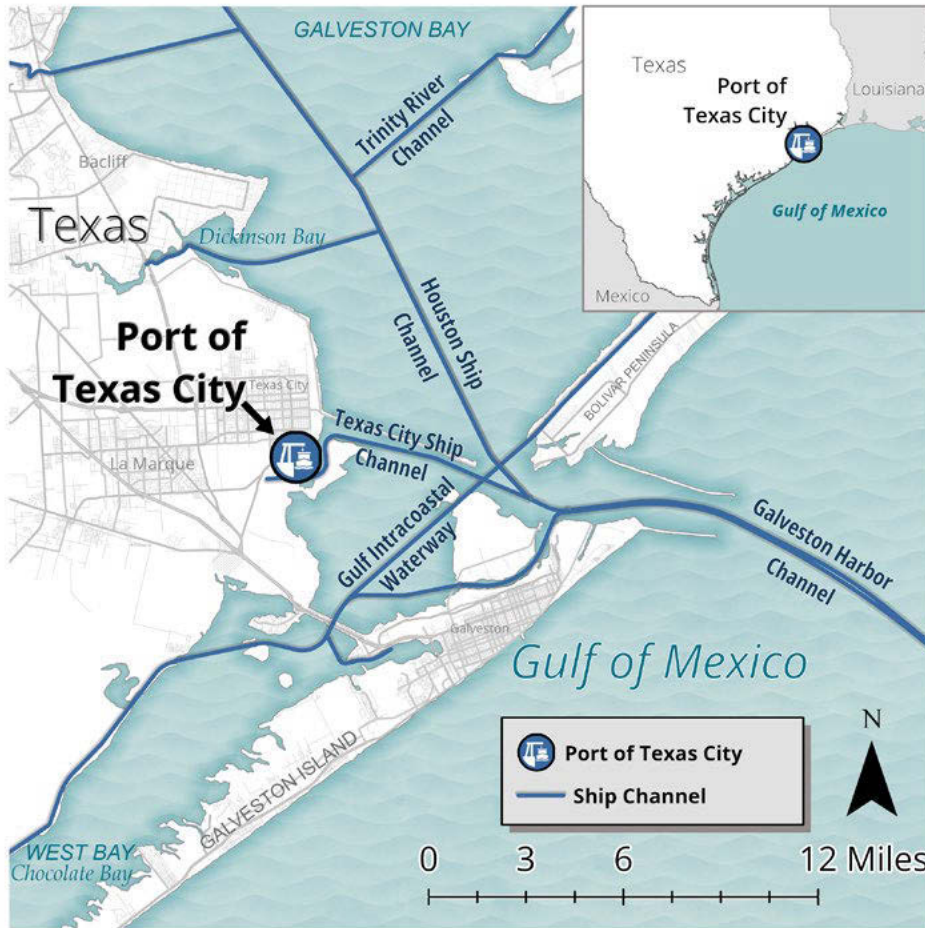 GALVESTON BAY
Trinity River
Channel
Bacliff
Texas
Dickinson Bay
Houston Ship
Channel
Port of
Texas City
Texas City
La Marque
Texas City Ship
Channel
BOLIVAR PENINSULA
Gulf Intracoastal
Waterway
Galveston Harbor
Channel
Galveston
Gulf of Mexico
GALVESTON ISLAND
WEST BAY
Chocolate Bay
Texas
Louisiana
Port of
Texas City
Gulf of Mexico
Mexico
N
Port of Texas City
Ship Channel
0 3 6 12 Miles